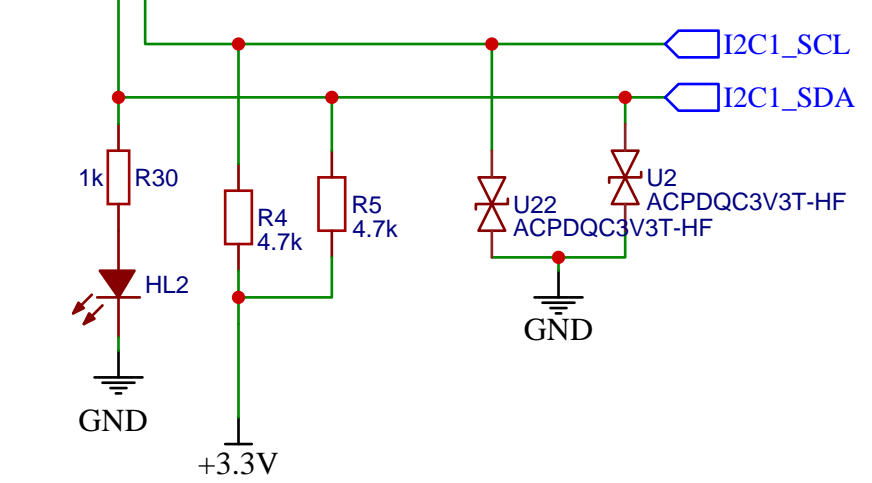 I2C1_SCL
I2C1_SDA
1k R30
R4
4.7k
R5
4.7k
U22
ACPDQC3V3T-HF
U2
ACPDQC3V3T-HF
HL2
GND
GND
+3.3V